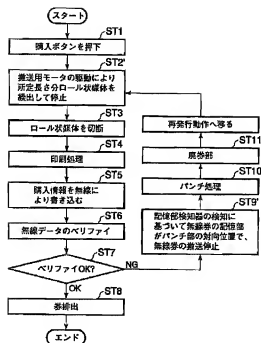 スタート
ST1
購入ボタンを押下
ST2'
搬送用モータの駆動により
所定長さ分ロール状媒体を
繰出して停止
ST3
ロール状媒体を切断
ST4
印刷処理
ST5
購入情報を無線に
より書き込む
ST6
無線データのベリファイ
ST7
ベリファイOK?
NG
OK
ST8
券排出
エンド
再発行動作へ移る
ST11
廃券部
ST10
パンチ処理
ST9'
記憶部検知器の検知に
基づいて無線券の記憶部
がパンチ部の対向位置で、
無線券の搬送停止